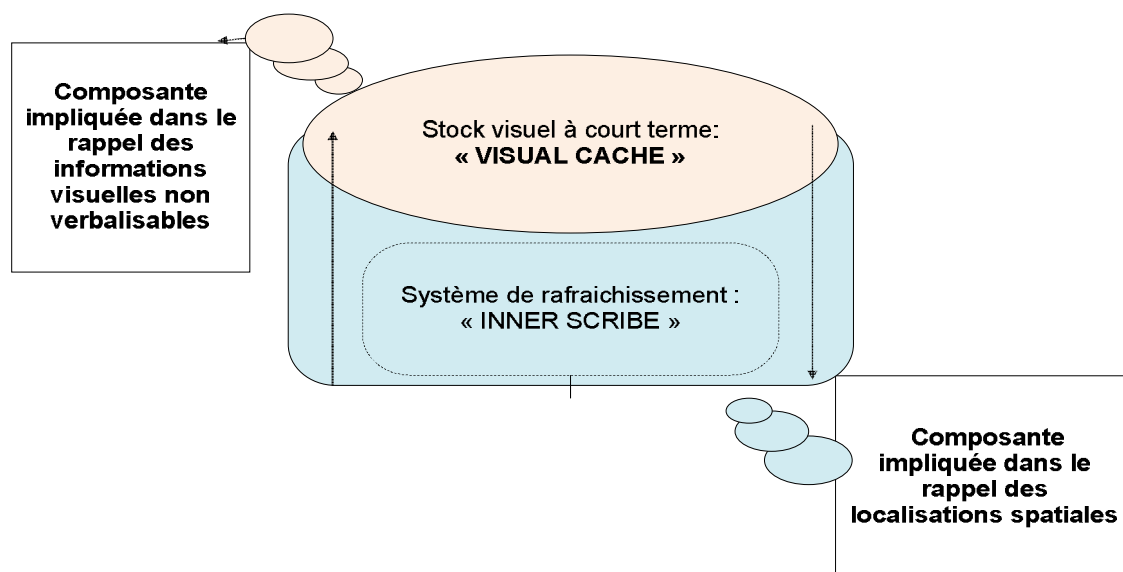 Composante
impliquée dans le
rappel des
informations
visuelles non
verbalisables
Stock visuel à court terme:
« VISUAL CACHE »
Système de rafraichissement :
« INNER SCRIBE »
Composante
impliquée dans le
rappel des
localisations spatiales